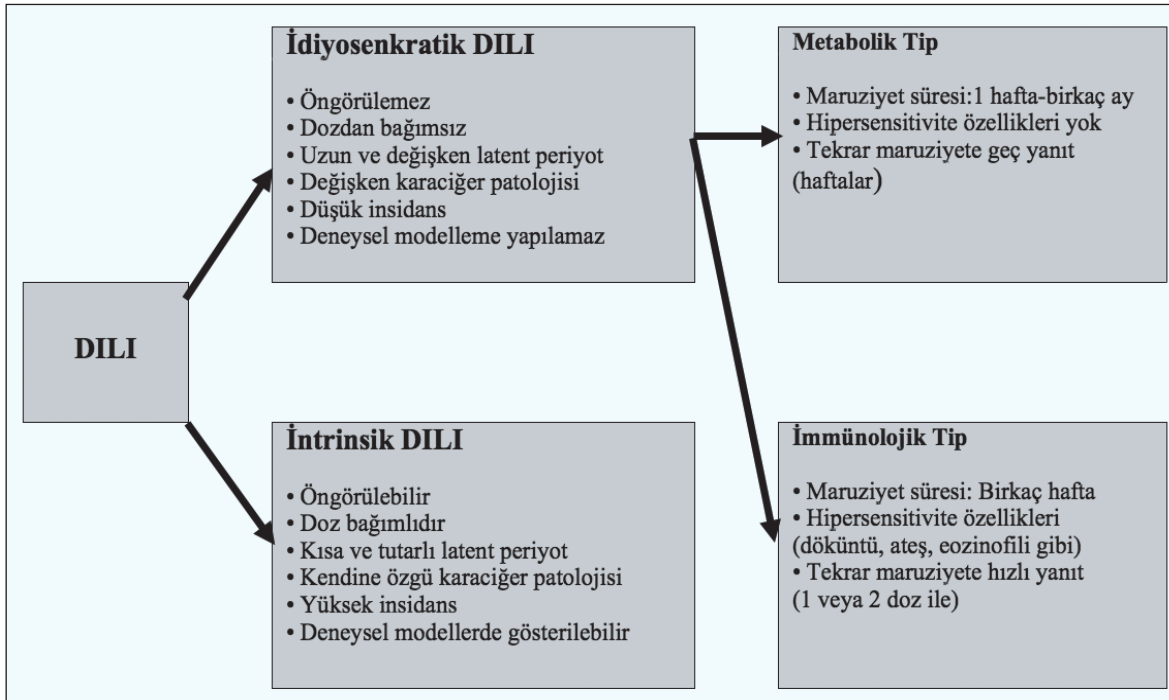 DILI
İdiyosenkratik DILI
• Öngörülemez
• Dozdan bağımsız
• Uzun ve değişken latent periyot
• Değişken karaciğer patolojisi
• Düşük insidans
• Deneysel modelleme yapılamaz
İntrinsik DILI
• Öngörülebilir
• Doz bağımlıdır
• Kısa ve tutarlı latent periyot
• Kendine özgü karaciğer patolojisi
• Yüksek insidans
• Deneysel modellerde gösterilebilir
Metabolik Tip
• Maruziyet süresi:1 hafta-birkaç ay
• Hipersensitivite özellikleri yok
• Tekrar maruziyete geç yanıt
(haftalar)
İmmünolojik Tip
• Maruziyet süresi: Birkaç hafta
• Hipersensitivite özellikleri
(döküntü, ateş, eozinofili gibi)
• Tekrar maruziyete hızlı yanıt
(1 veya 2 doz ile)